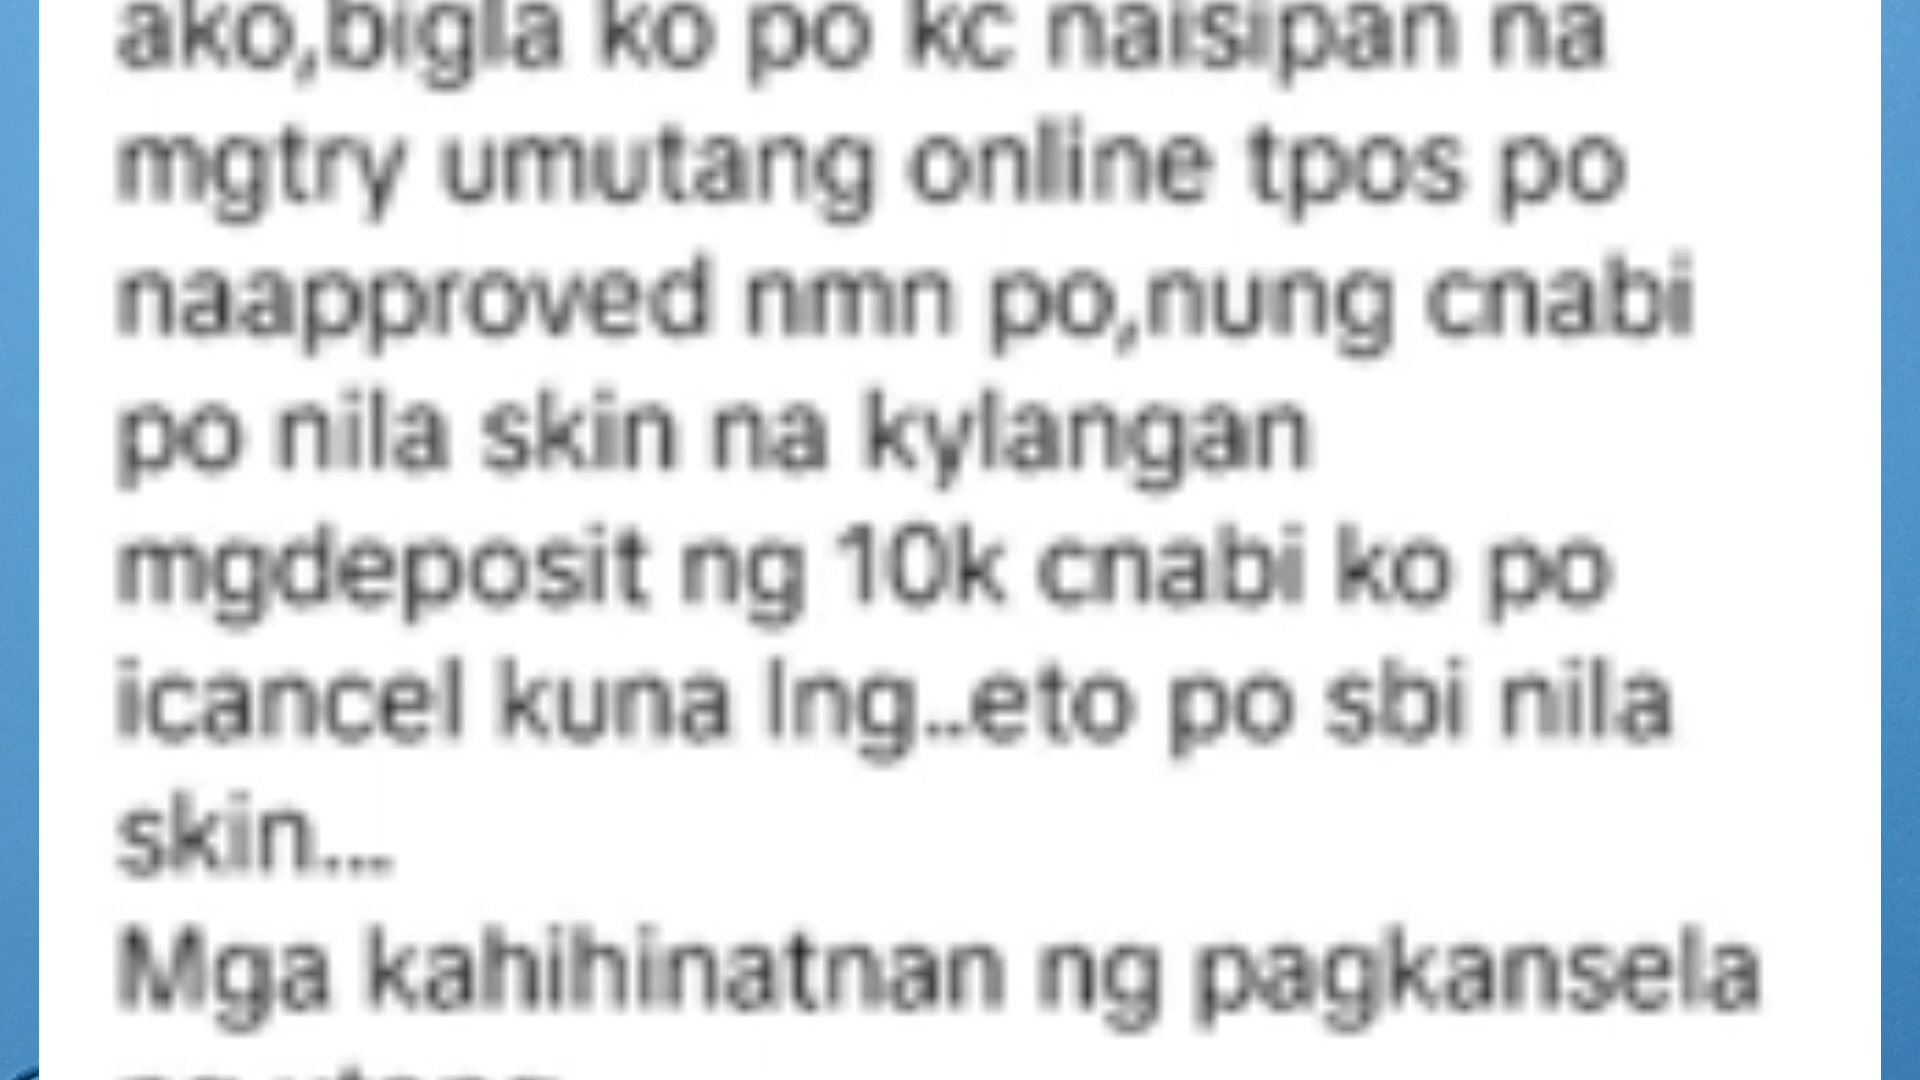 ako,bigla ko po kc naisipan na
mgtry umutang online tpos po
naapproved nmn po,nung cnabi
po nila skin na kylangan
mgdeposit ng 10k cnabi ko po
icancel kuna lng..eto po sbi nila
skin...
Mga kahihinatnan ng pagkansela
ng utang